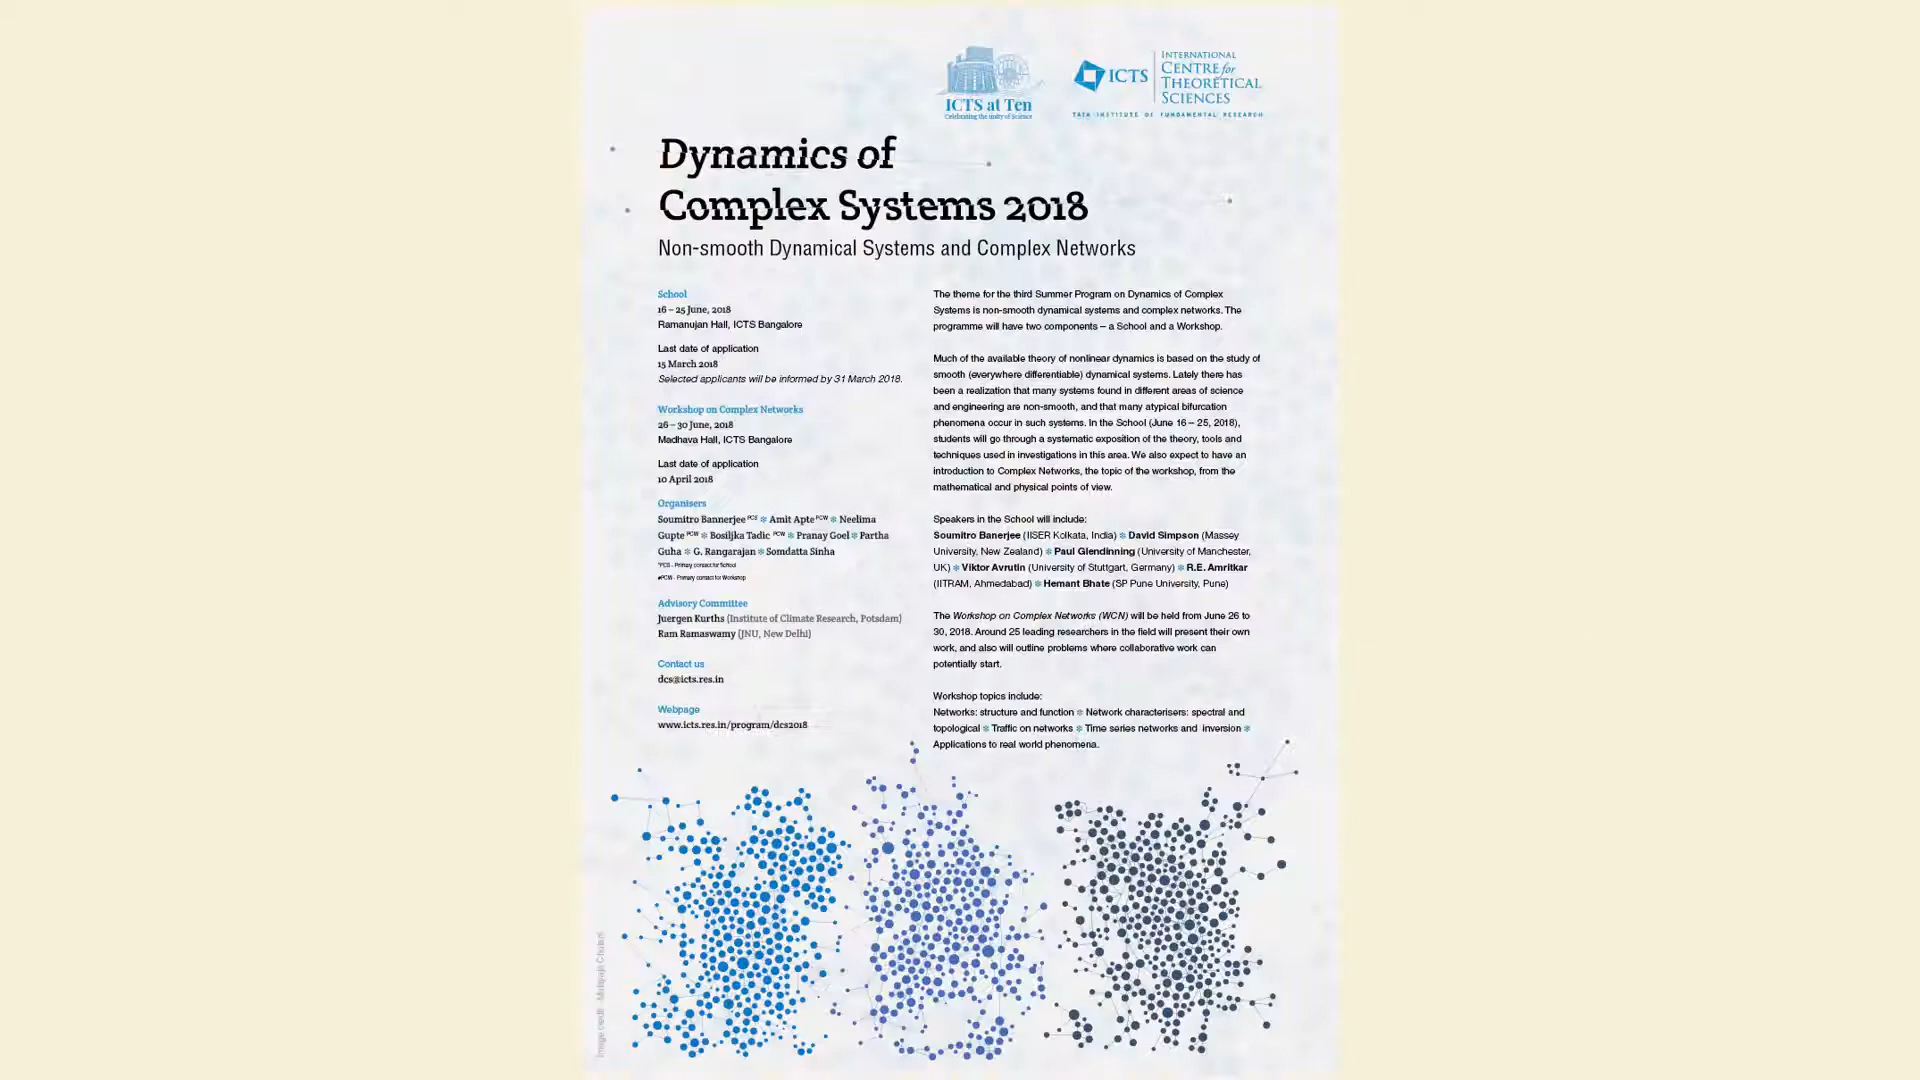 ICTS at Ten
Celebrating the unity of Science
ICTS
INTERNATIONAL
CENTRE for
THEORETICAL
SCIENCES
TATA INSTITUTE OF FUNDAMENTAL RESEARCH
Dynamics of
Complex Systems 2018
Non-smooth Dynamical Systems and Complex Networks
School
16 – 25 June, 2018
Ramanujan Hall, ICTS Bangalore
Last date of application
15 March 2018
Selected applicants will be informed by 31 March 2018.
Workshop on Complex Networks
26 – 30 June, 2018
Madhava Hall, ICTS Bangalore
Last date of application
10 April 2018
Organisers
Soumitro Bannerjee PCS ❄ Amit Apte PCW ❄ Neelima
Gupte PCW ❄ Bosiljka Tadic PCW ❄ Pranay Goel ❄ Partha
Guha ❄ G. Rangarajan ❄ Somdatta Sinha
*PCS - Primary contact for School
#PCW - Primary contact for Workshop
Advisory Committee
Juergen Kurths (Institute of Climate Research, Potsdam)
Ram Ramaswamy (JNU, New Delhi)
Contact us
dcs@icts.res.in
Webpage
www.icts.res.in/program/dcs2018
The theme for the third Summer Program on Dynamics of Complex
Systems is non-smooth dynamical systems and complex networks. The
programme will have two components – a School and a Workshop.
Much of the available theory of nonlinear dynamics is based on the study of
smooth (everywhere differentiable) dynamical systems. Lately there has
been a realization that many systems found in different areas of science
and engineering are non-smooth, and that many atypical bifurcation
phenomena occur in such systems. In the School (June 16 – 25, 2018),
students will go through a systematic exposition of the theory, tools and
techniques used in investigations in this area. We also expect to have an
introduction to Complex Networks, the topic of the workshop, from the
mathematical and physical points of view.
Speakers in the School will include:
Soumitro Banerjee (IISER Kolkata, India) ❄ David Simpson (Massey
University, New Zealand) ❄ Paul Glendinning (University of Manchester,
UK) ❄ Viktor Avrutin (University of Stuttgart, Germany) ❄ R.E. Amritkar
(IITRAM, Ahmedabad) ❄ Hemant Bhate (SP Pune University, Pune)
The Workshop on Complex Networks (WCN) will be held from June 26 to
30, 2018. Around 25 leading researchers in the field will present their own
work, and also will outline problems where collaborative work can
potentially start.
Workshop topics include:
Networks: structure and function ❄ Network characterisers: spectral and
topological ❄ Traffic on networks ❄ Time series networks and inversion ❄
Applications to real world phenomena.
Image credit -